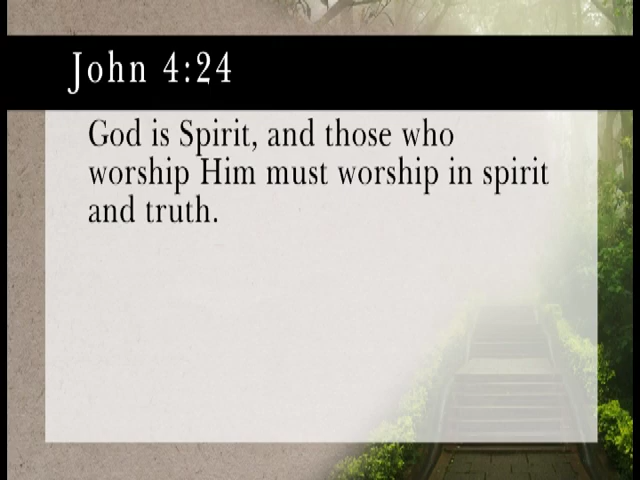 John 4:24
God is Spirit, and those who
worship Him must worship in spirit
and truth.